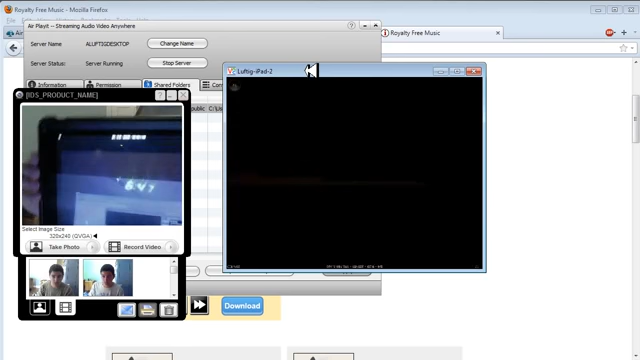 Royalty Free Music - Mozilla Firefox
Air Playit -- Streaming Audio Video Anywhere
Royalty Free Music
Server Name
ALUFTIGDESKTOP
Change Name
Server Status:
Server Running
Stop Server
Information
Permission
Shared Folders
Luftig-iPad-2
[IDS_PRODUCT_NAME]
Select Image Size
320x240 (QVGA)
Take Photo
Record Video
Download